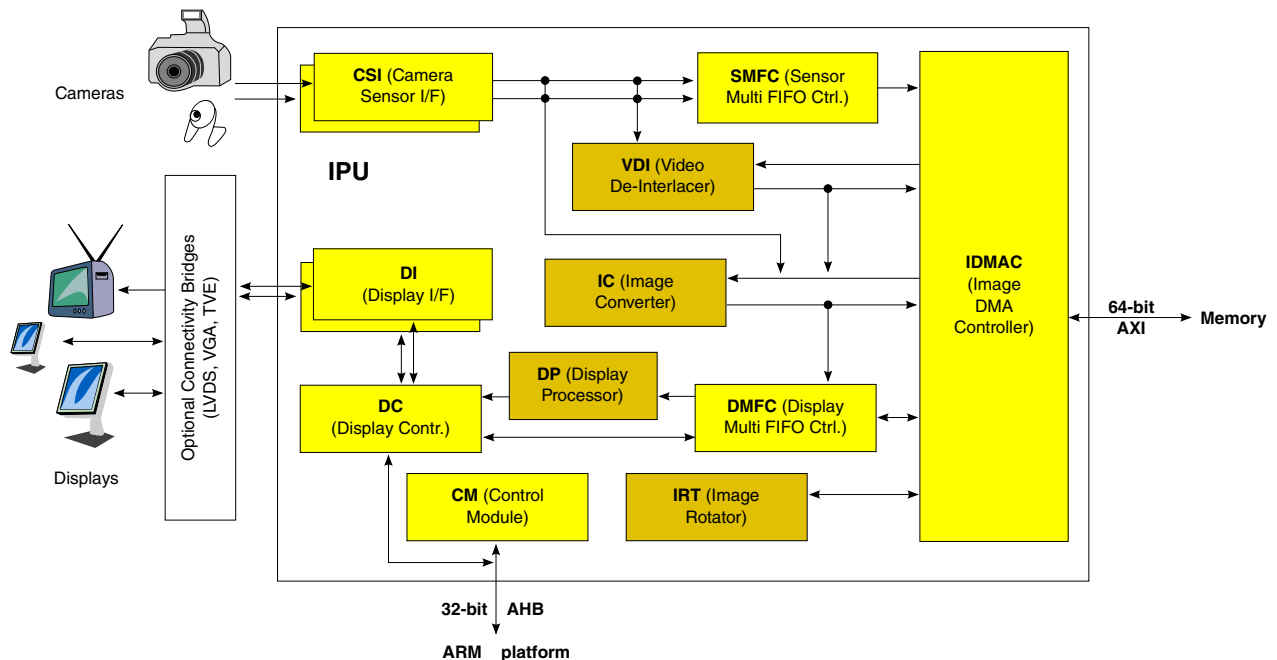 Cameras
CSI (Camera
Sensor I/F)
SMFC (Sensor
Multi FIFO Ctrl.)
IPU
VDI (Video
De-Interlacer)
Optional Connectivity Bridges
(LVDS, VGA, TVE)
DI
(Display I/F)
IC (Image
Converter)
IDMAC
(Image
DMA
Controller)
64-bit
AXI
Memory
DP (Display
Processor)
DC
(Display Contr.)
DMFC (Display
Multi FIFO Ctrl.)
Displays
CM (Control
Module)
IRT (Image
Rotator)
32-bit AHB
ARM platform